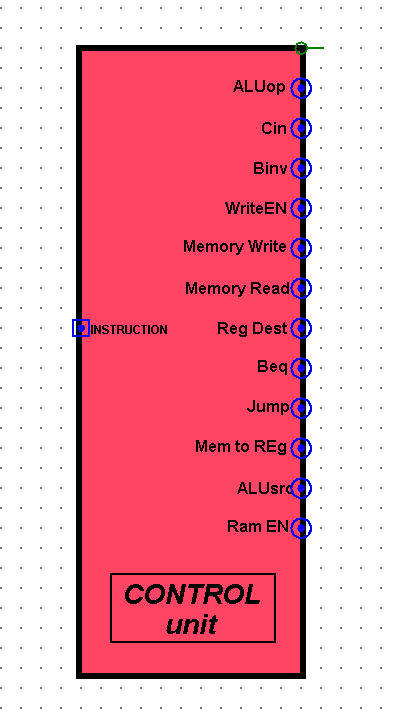 ALUop
Cin
Binv
WriteEN
Memory Write
Memory Read
INSTRUCTION
Reg Dest
Beq
Jump
Mem to REg
ALUsrc
Ram EN
CONTROL
unit